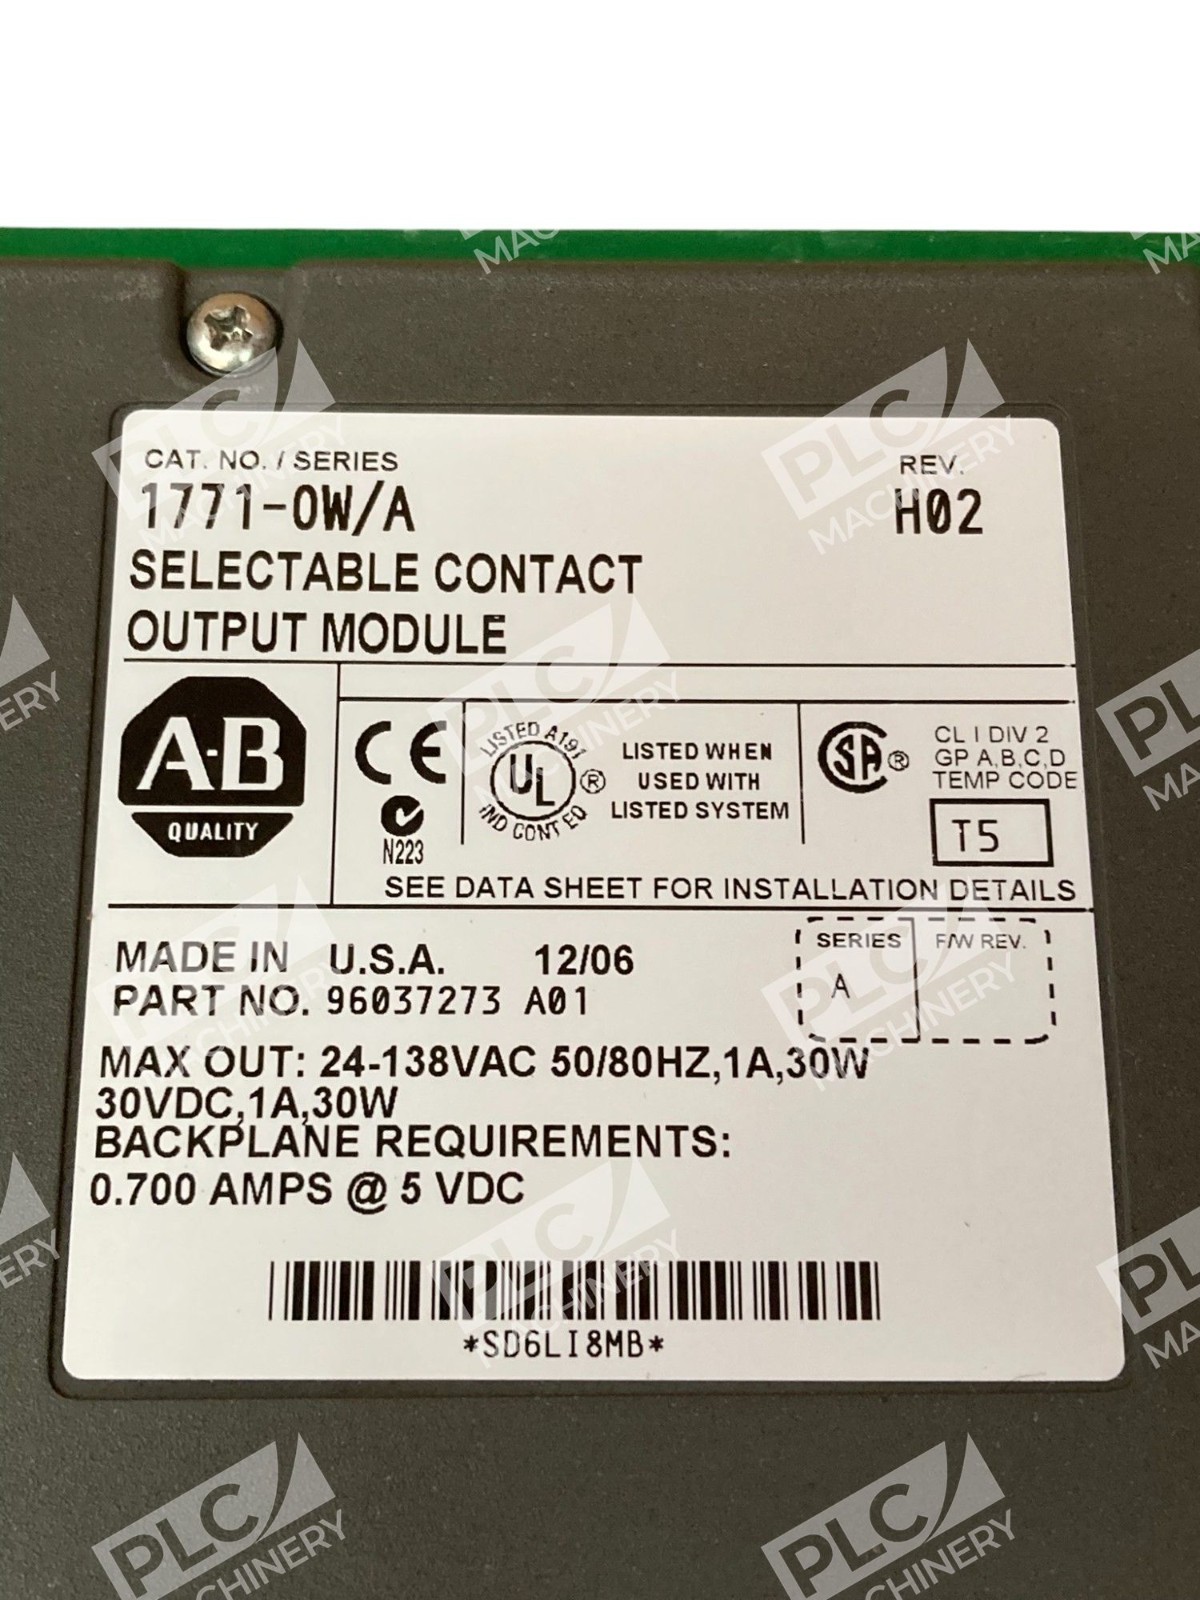 CAT. NO. / SERIES
REV.
1771-OW/A
H02
SELECTABLE CONTACT
OUTPUT MODULE
A-B
QUALITY
CE
N223
LISTED A191
UL ®
IND CONT EQ
LISTED WHEN
USED WITH
LISTED SYSTEM
SA ®
CL I DIV 2
GP A,B,C,D
TEMP CODE
T5
SEE DATA SHEET FOR INSTALLATION DETAILS
MADE IN U.S.A. 12/06
PART NO. 96037273 A01
SERIES
A
F/W REV.
MAX OUT: 24-138VAC 50/80HZ,1A,30W
30VDC,1A,30W
BACKPLANE REQUIREMENTS:
0.700 AMPS @ 5 VDC
*SD6LI8MB*
PLC
MACHINERY